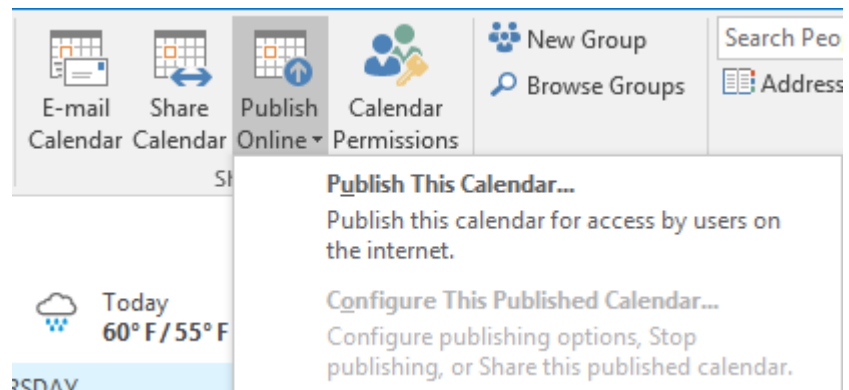 E-mail Calendar
Share Calendar
Publish Online
Calendar Permissions
New Group
Browse Groups
Search Peo
Address
Sh
Publish This Calendar...
Publish this calendar for access by users on
the internet.
Configure This Published Calendar...
Configure publishing options, Stop
publishing, or Share this published calendar.
Today
60° F / 55° F
RSDAY